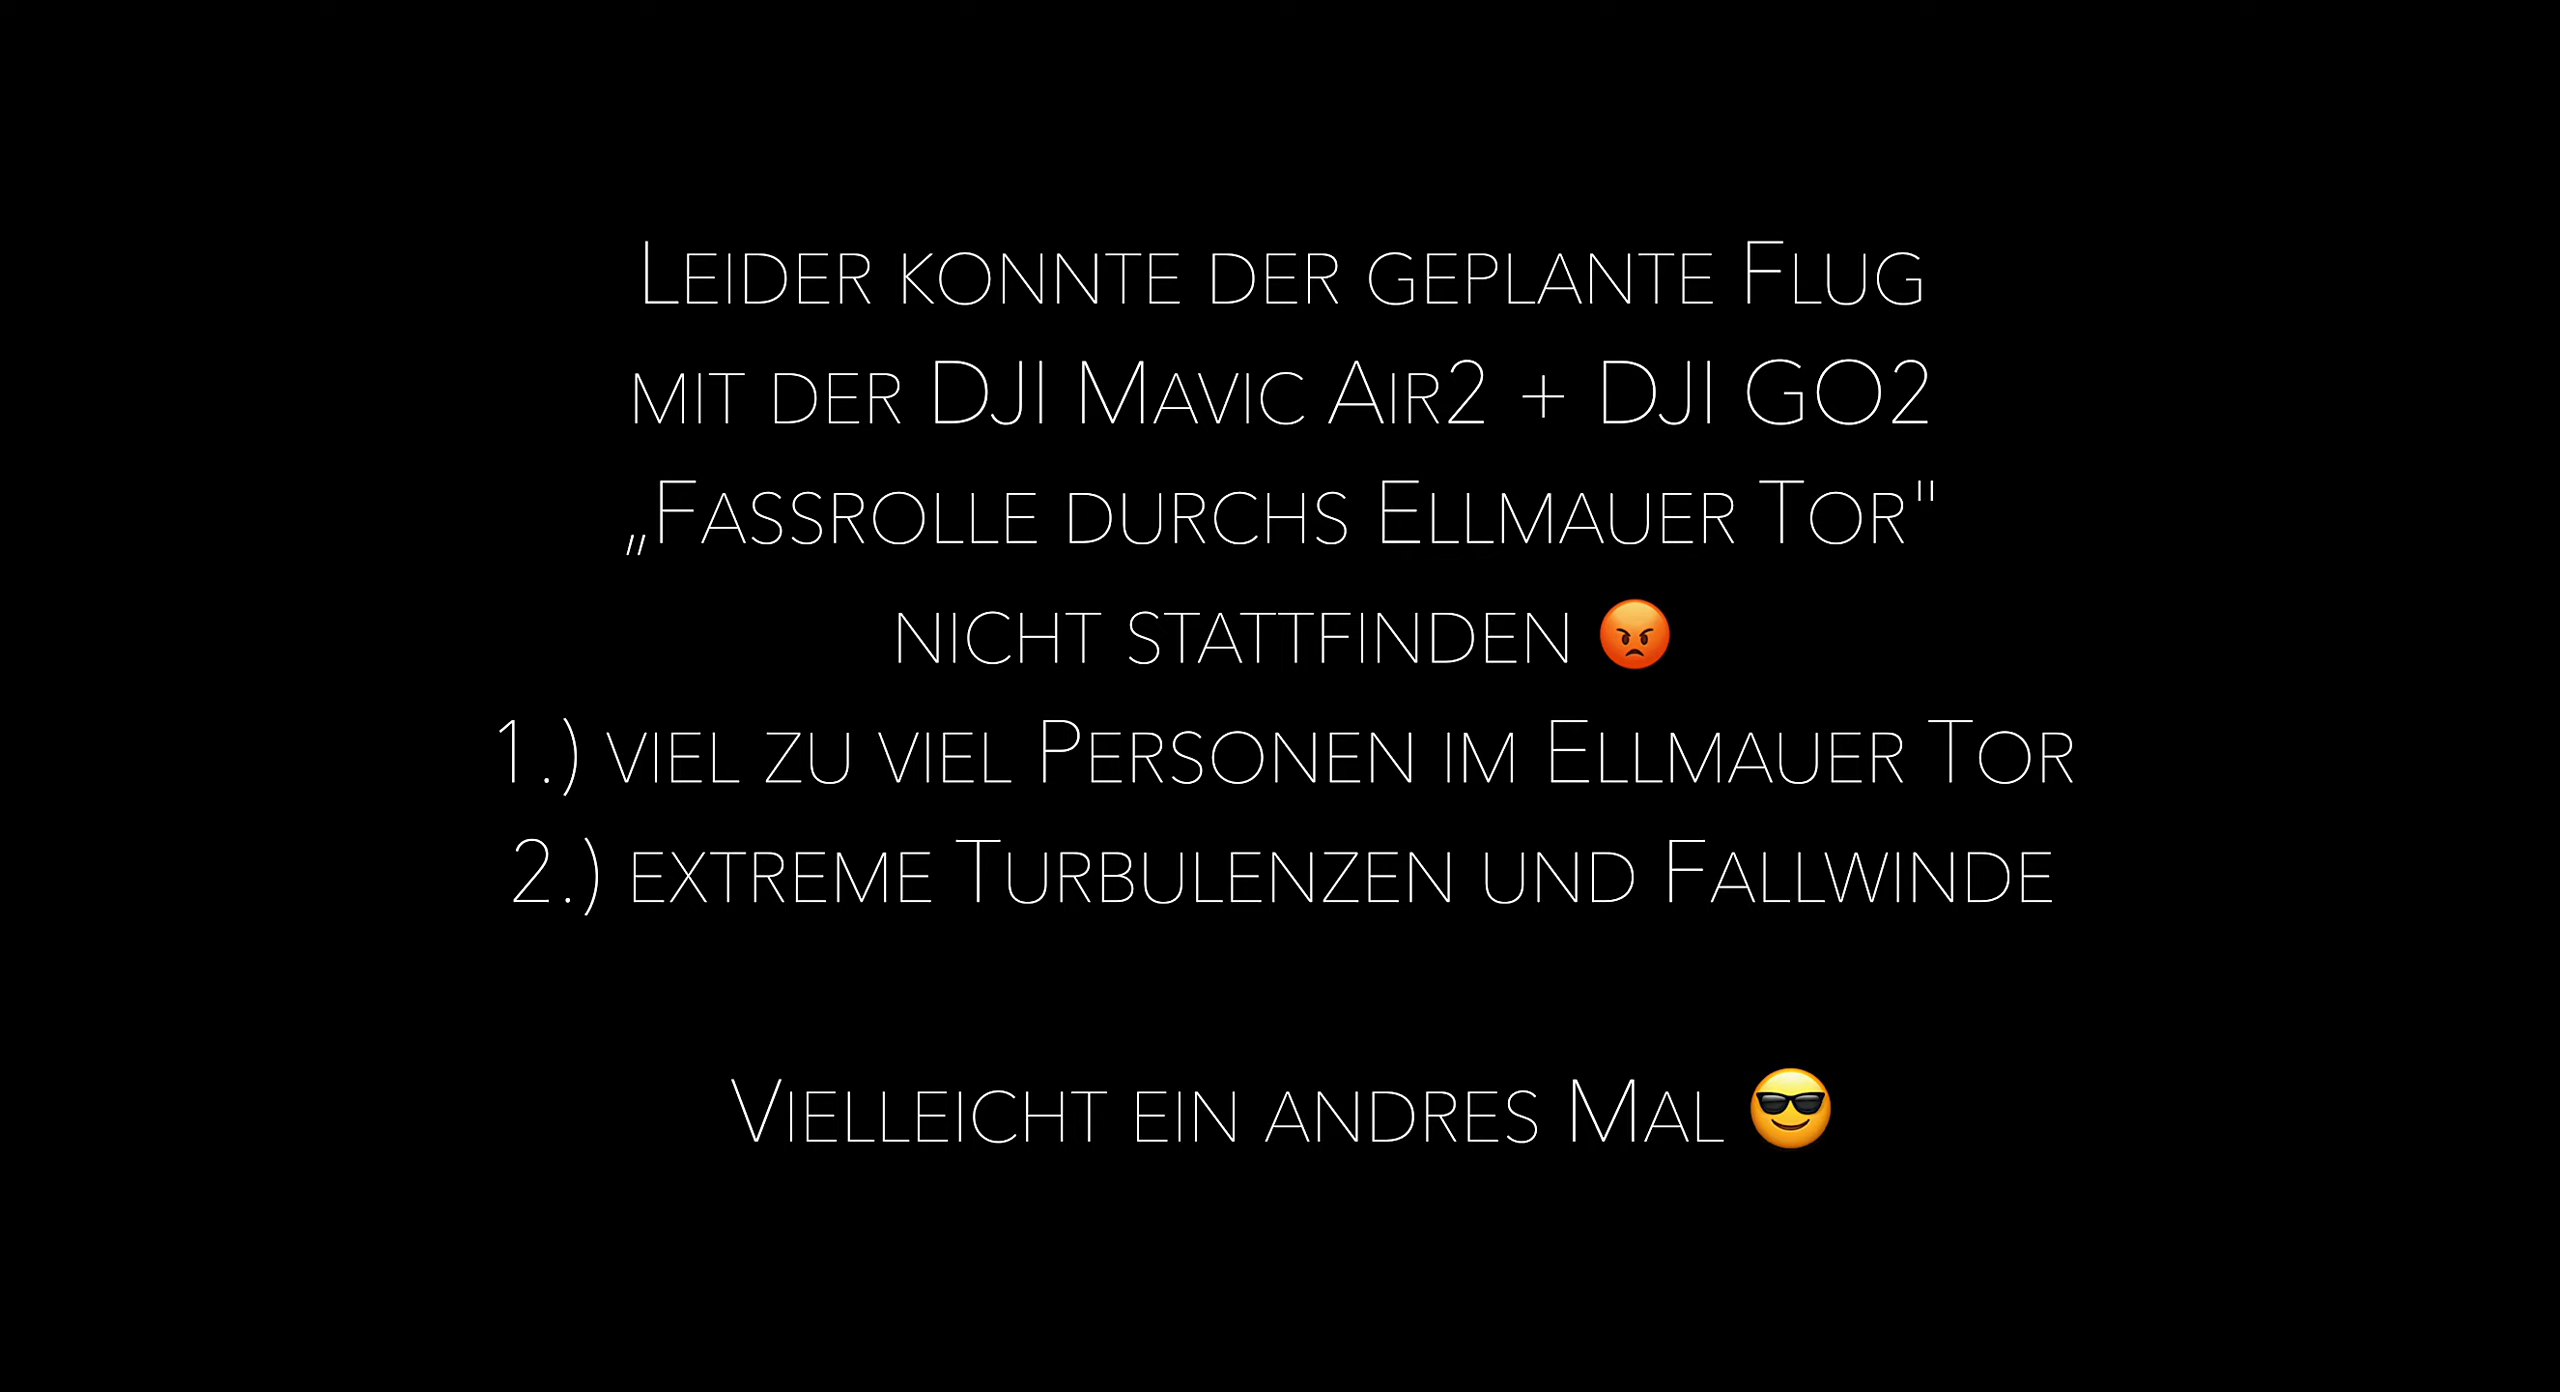 Leider konnte der geplante Flug
mit der DJI Mavic Air2 + DJI GO2
„Fassrolle durchs Ellmauer Tor"
nicht stattfinden 😡
1.) viel zu viel Personen im Ellmauer Tor
2.) extreme Turbulenzen und Fallwinde
Vielleicht ein andres Mal 😎